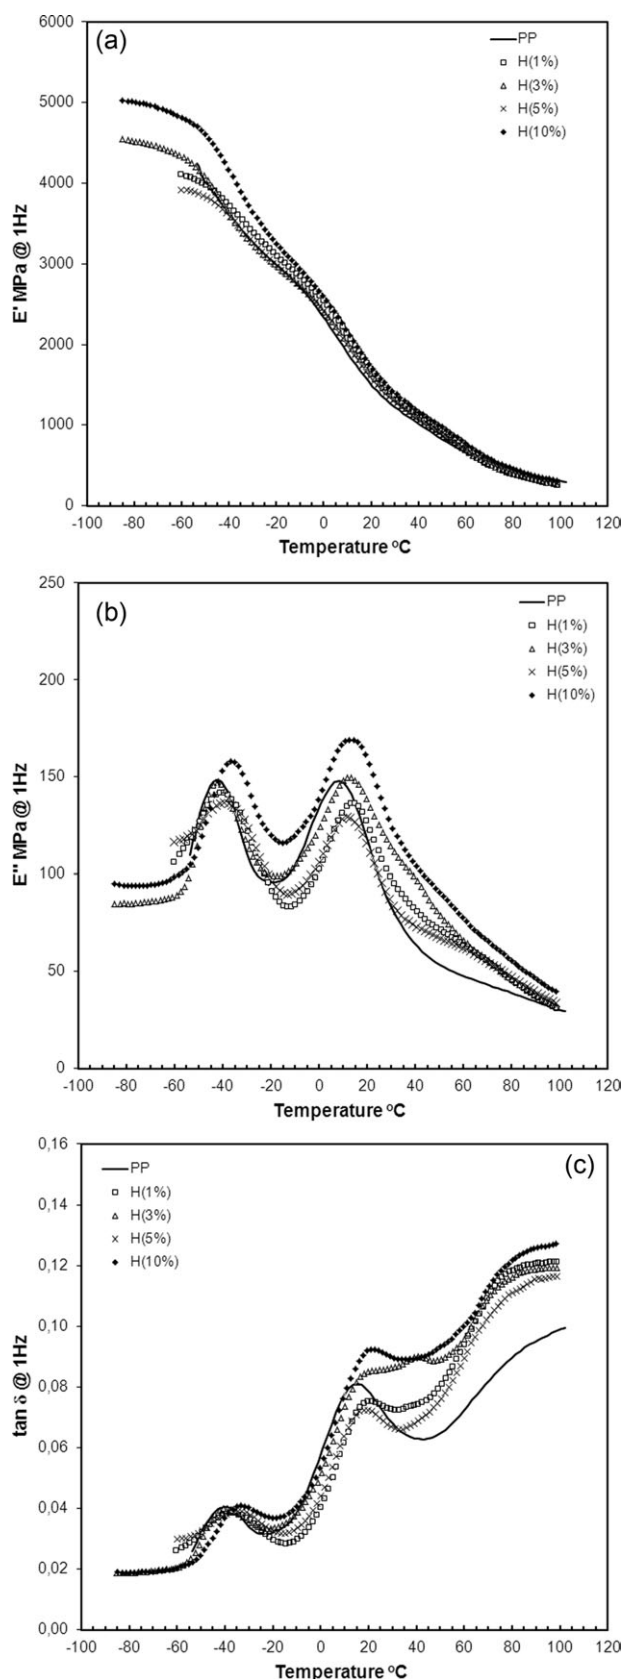 (a)
PP
H(1%)
H(3%)
H(5%)
H(10%)
E' MPa @ 1Hz
6000
5000
4000
3000
2000
1000
0
-100 -80 -60 -40 -20 0 20 40 60 80 100 120
Temperature ºC
(b)
PP
H(1%)
H(3%)
H(5%)
H(10%)
E'' MPa @ 1Hz
250
200
150
100
50
0
-100 -80 -60 -40 -20 0 20 40 60 80 100 120
Temperature ºC
(c)
PP
H(1%)
H(3%)
H(5%)
H(10%)
tan δ @ 1Hz
0,16
0,14
0,12
0,10
0,08
0,06
0,04
0,02
0,00
-100 -80 -60 -40 -20 0 20 40 60 80 100 120
Temperature ºC